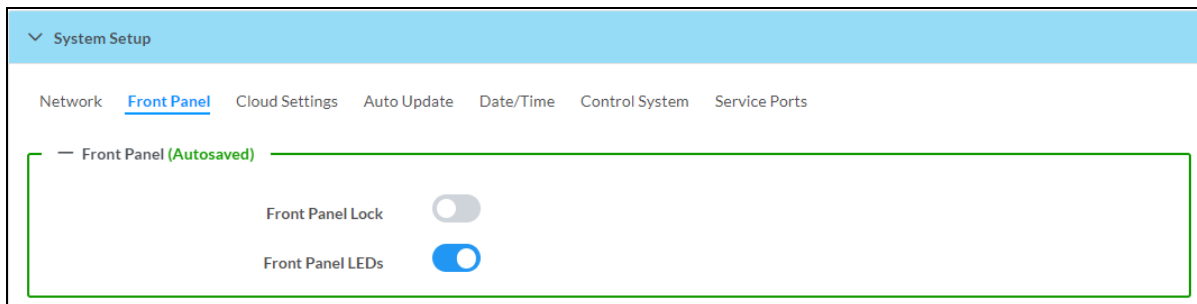 System Setup
Network Front Panel Cloud Settings Auto Update Date/Time Control System Service Ports
Front Panel (Autosaved)
Front Panel Lock
Front Panel LEDs